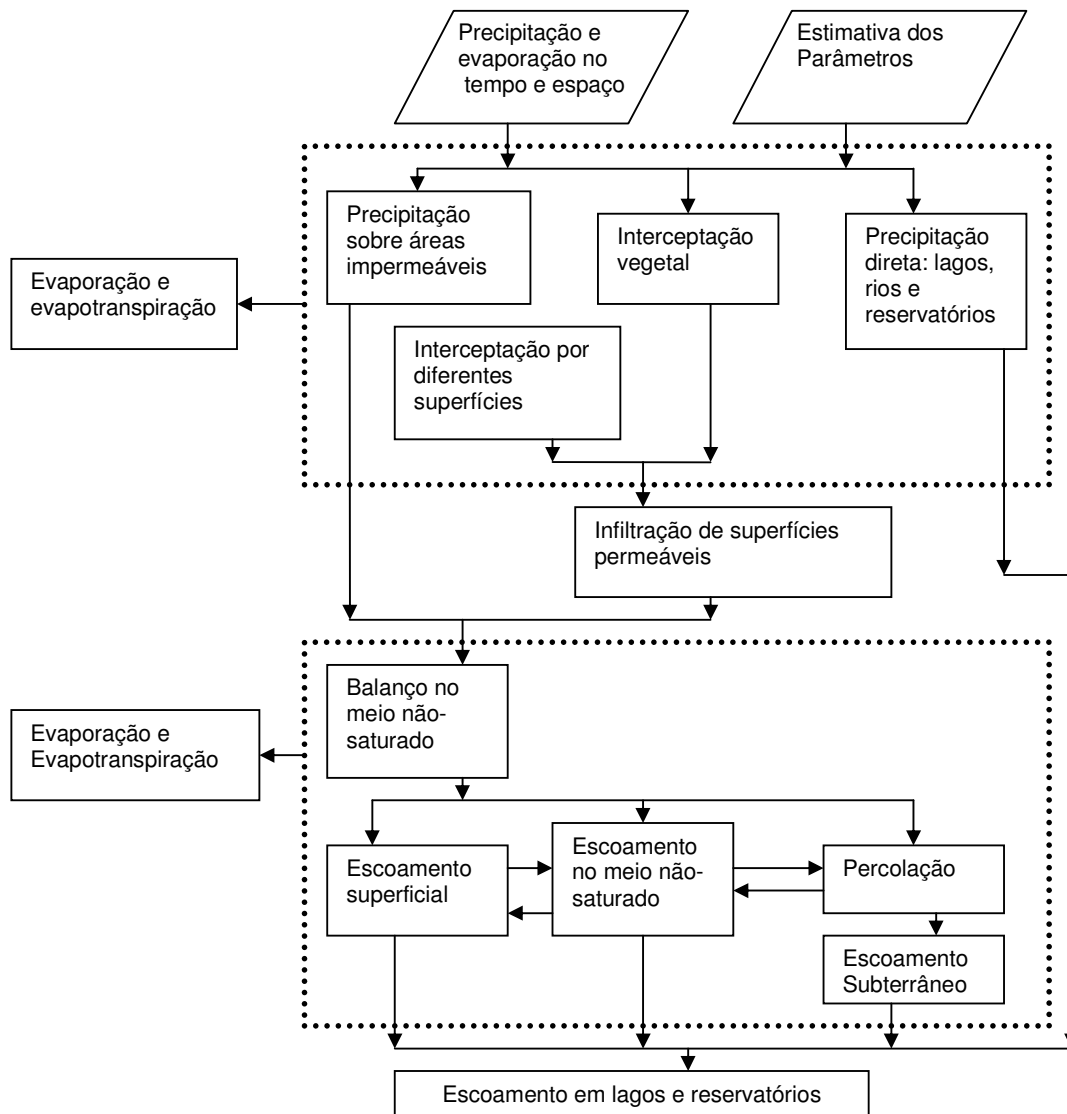 Precipitação e
evaporação no
tempo e espaço
Estimativa dos
Parâmetros
Precipitação
sobre áreas
impermeáveis
Interceptação
vegetal
Precipitação
direta: lagos,
rios e
reservatórios
Evaporação e
evapotranspiração
Interceptação por
diferentes
superfícies
Infiltração de superfícies
permeáveis
Balanço no
meio não-
saturado
Evaporação e
Evapotranspiração
Escoamento
superficial
Escoamento
no meio não-
saturado
Percolação
Escoamento
Subterrâneo
Escoamento em lagos e reservatórios